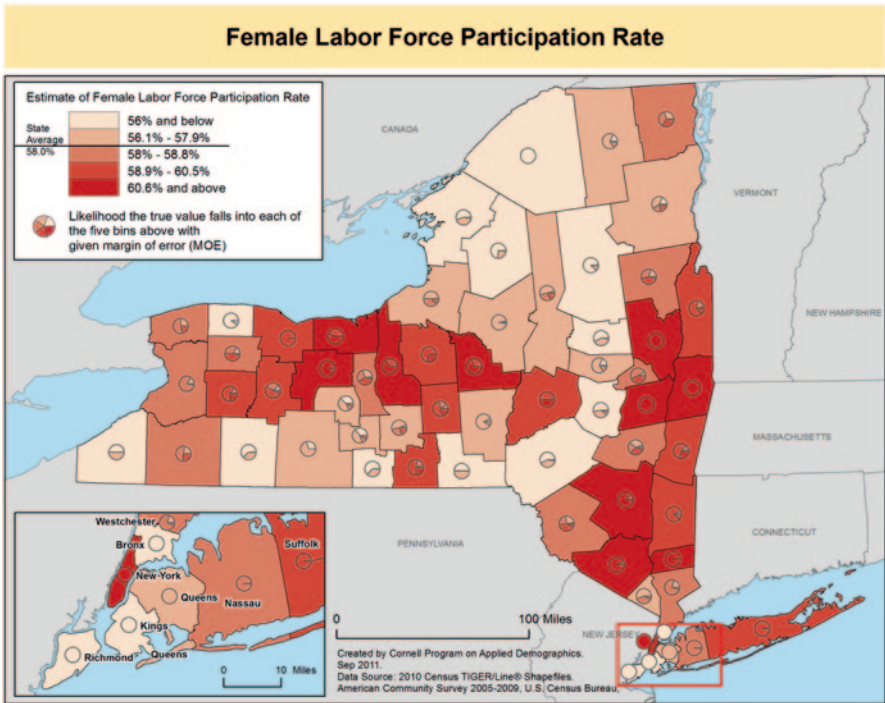 Female Labor Force Participation Rate
Estimate of Female Labor Force Participation Rate
State
Average
58.0%
56% and below
56.1% - 57.9%
58% - 58.8%
58.9% - 60.5%
60.6% and above
Likelihood the true value falls into each of
the five bins above with
given margin of error (MOE)
CANADA
VERMONT
NEW HAMPSHIRE
MASSACHUSETTS
CONNECTICUT
PENNSYLVANIA
NEW JERSEY
Westchester
Bronx
New York
Queens
Nassau
Suffolk
Kings
Richmond
Queens
0 10 Miles
0 100 Miles
Created by Cornell Program on Applied Demographics.
Sep 2011.
Data Source: 2010 Census TIGER/Line® Shapefiles.
American Community Survey 2005-2009, U.S. Census Bureau,